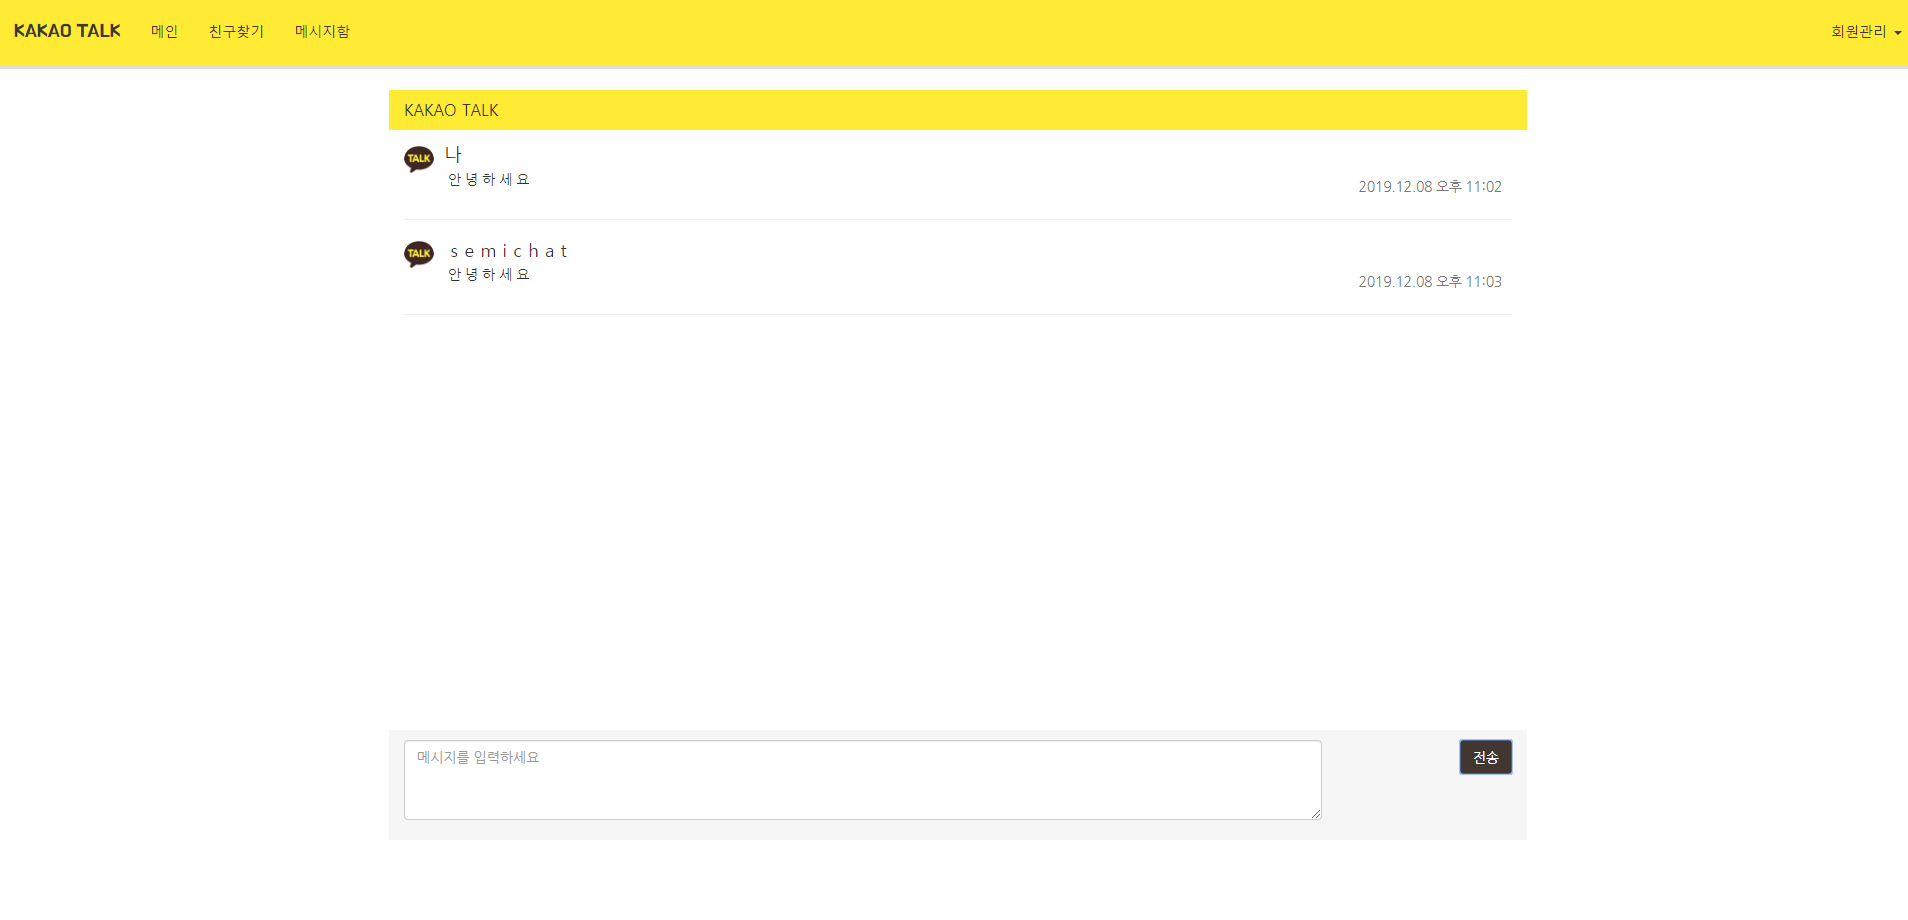 KAKAO TALK 메인 친구찾기 메시지함 회원관리
KAKAO TALK
TALK 나
안녕하세요
2019.12.08 오후 11:02
TALK semichat
안녕하세요
2019.12.08 오후 11:03
메시지를 입력하세요 전송